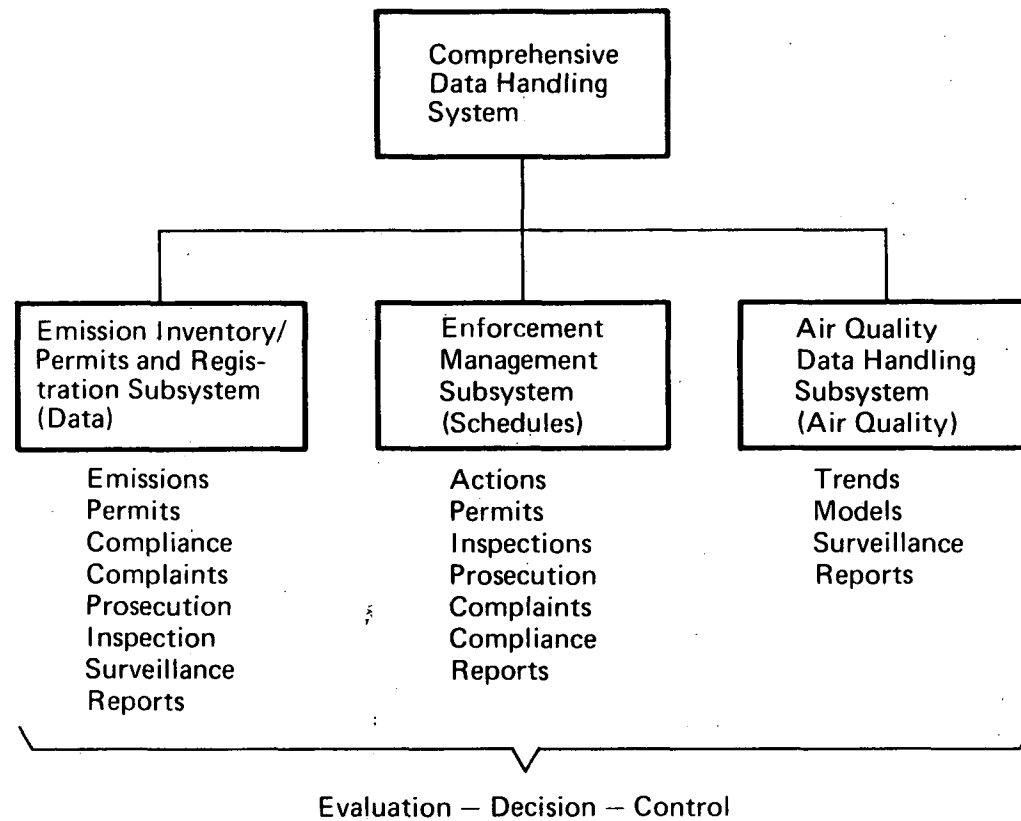 Comprehensive
Data Handling
System
Emission Inventory/
Permits and Regis-
tration Subsystem
(Data)
Emissions
Permits
Compliance
Complaints
Prosecution
Inspection
Surveillance
Reports
Enforcement
Management
Subsystem
(Schedules)
Actions
Permits
Inspections
Prosecution
Complaints
Compliance
Reports
Air Quality
Data Handling
Subsystem
(Air Quality)
Trends
Models
Surveillance
Reports
Evaluation — Decision — Control